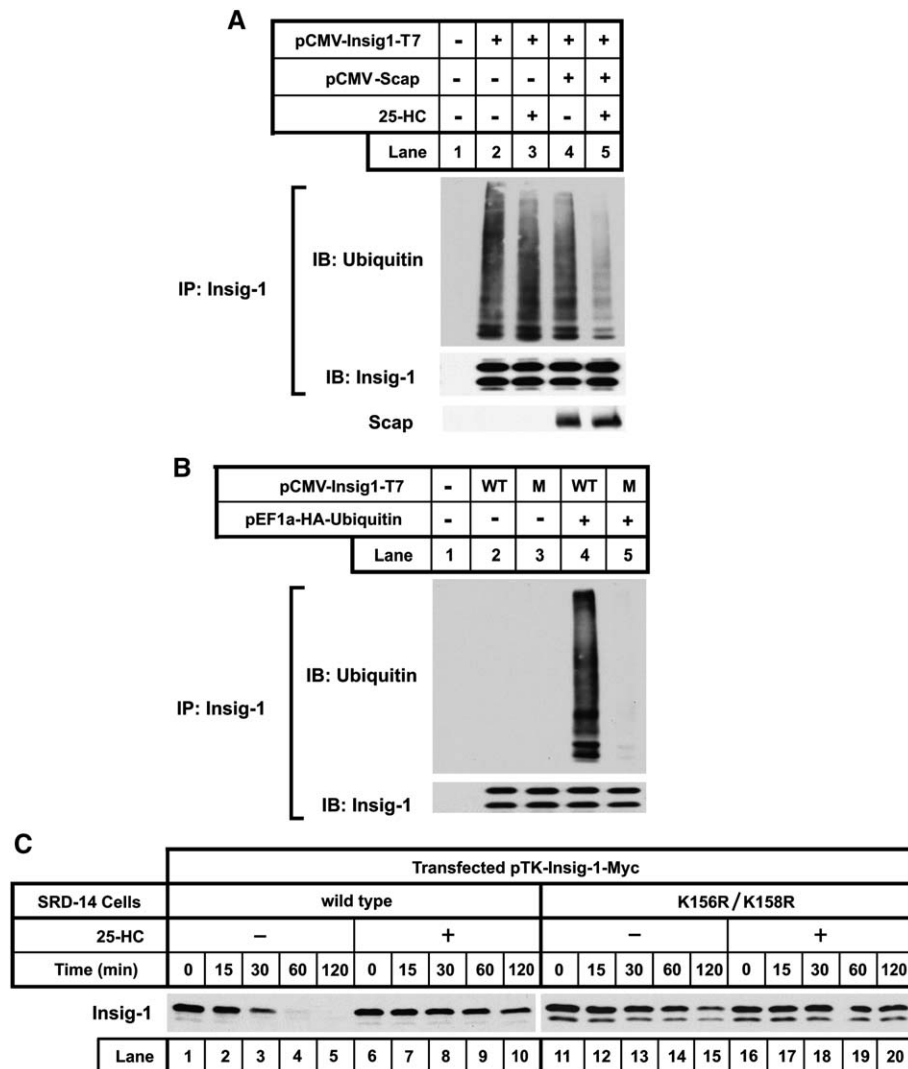 A
pCMV-Insig1-T7 - + + + +
pCMV-Scap - - - + +
25-HC - - + - +
Lane 1 2 3 4 5
IB: Ubiquitin
IP: Insig-1
IB: Insig-1
Scap
B
pCMV-Insig1-T7 - WT M WT M
pEF1a-HA-Ubiquitin - - - + +
Lane 1 2 3 4 5
IB: Ubiquitin
IP: Insig-1
IB: Insig-1
C
Transfected pTK-Insig-1-Myc
SRD-14 Cells wild type K156R/K158R
25-HC − + − +
Time (min) 0 15 30 60 120 0 15 30 60 120 0 15 30 60 120 0 15 30 60 120
Insig-1
Lane 1 2 3 4 5 6 7 8 9 10 11 12 13 14 15 16 17 18 19 20